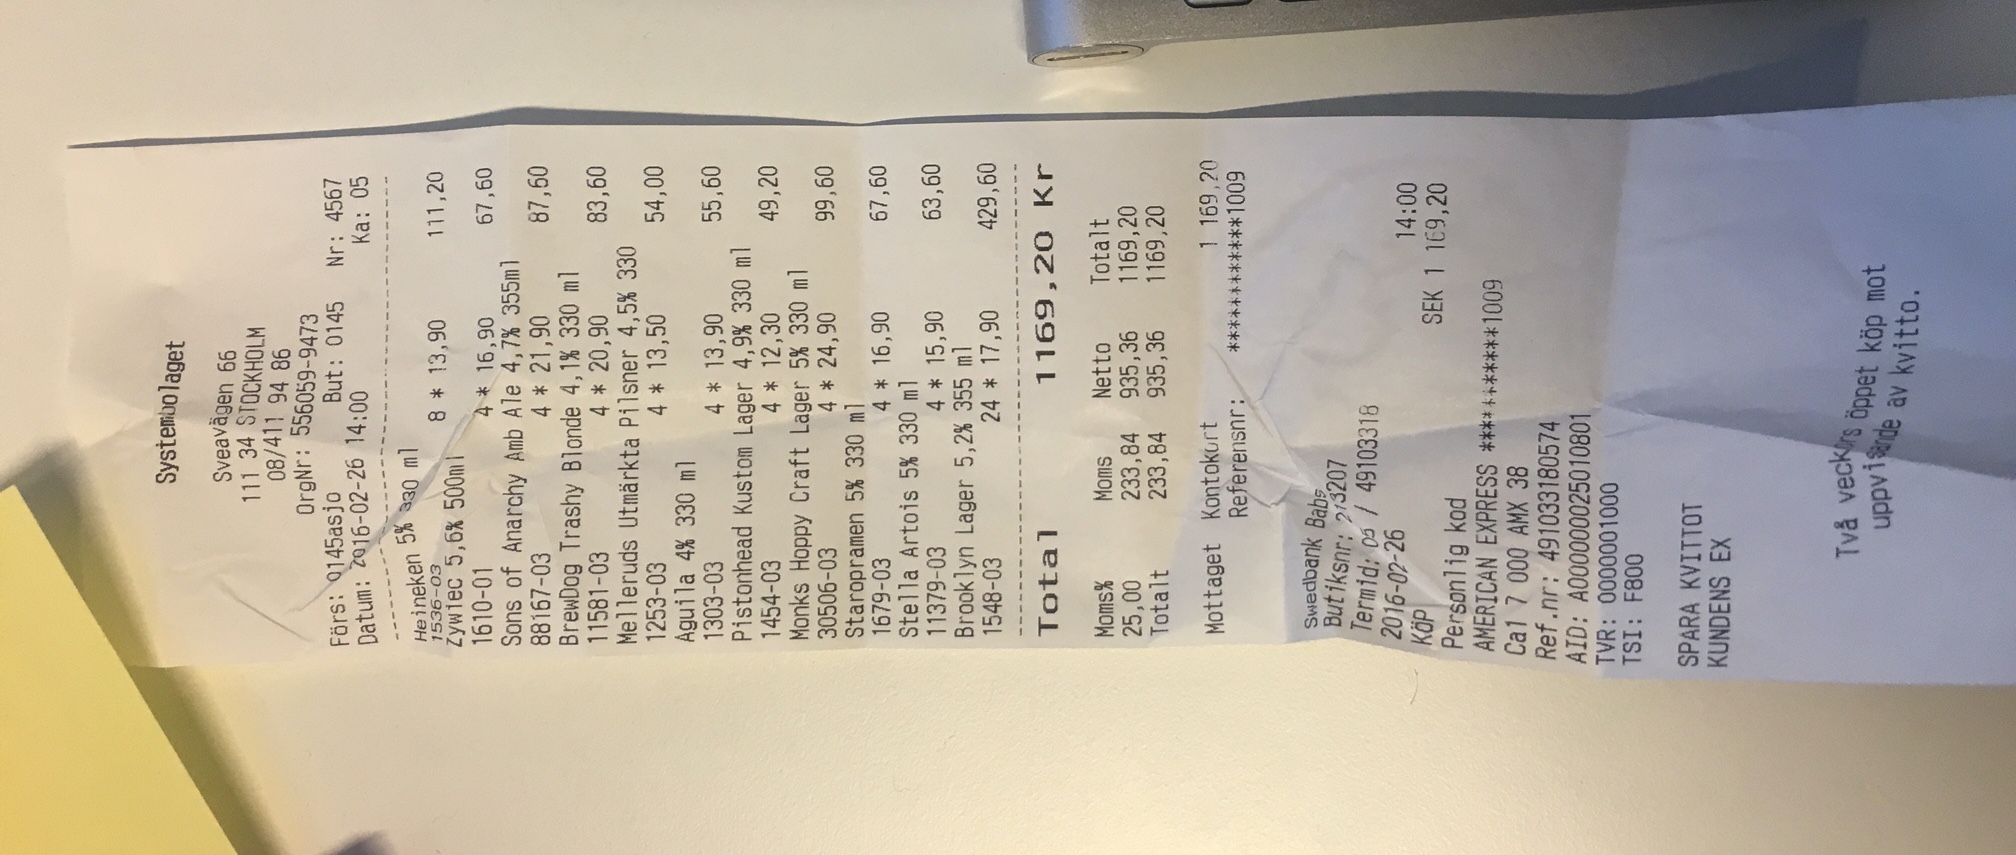 Systembolaget
Sveavägen 66
111 34 STOCKHOLM
08/411 94 86
OrgNr: 556059-9473
Förs: 0145asjo But: 0145 Nr: 4567
Datum: 2016-02-26 14:00 Ka: 05
Heineken 5% 330 ml
1536-03 8 * 13,90 111,20
Zywiec 5,6% 500ml
1610-01 4 * 16,90 67,60
Sons of Anarchy Amb Ale 4,7% 355ml
88167-03 4 * 21,90 87,60
BrewDog Trashy Blonde 4,1% 330 ml
11581-03 4 * 20,90 83,60
Melleruds Utmärkta Pilsner 4,5% 330
1253-03 4 * 13,50 54,00
Aguila 4% 330 ml
1303-03 4 * 13,90 55,60
Pistonhead Kustom Lager 4,9% 330 ml
1454-03 4 * 12,30 49,20
Monks Hoppy Craft Lager 5% 330 ml
30506-03 4 * 24,90 99,60
Staropramen 5% 330 ml
1679-03 4 * 16,90 67,60
Stella Artois 5% 330 ml
11379-03 4 * 15,90 63,60
Brooklyn Lager 5,2% 355 ml
1548-03 24 * 17,90 429,60
Total 1169,20 Kr
Moms% Moms Netto Totalt
25,00 233,84 935,36 1169,20
Totalt 233,84 935,36 1169,20
Mottaget Kontokort 1 169,20
Referensnr: ************1009
Swedbank Babs
Butiksnr: 213207
Termid: 05 / 49103318
2016-02-26 14:00
KÖP SEK 1 169,20
Personlig kod
AMERICAN EXPRESS ***********1009
Ca1 7 000 AMX 38
Ref.nr: 491033180574
AID: A000000025010801
TVR: 0000001000
TSI: F800
SPARA KVITTOT
KUNDENS EX
Två veckors öppet köp mot
uppvisande av kvitto.